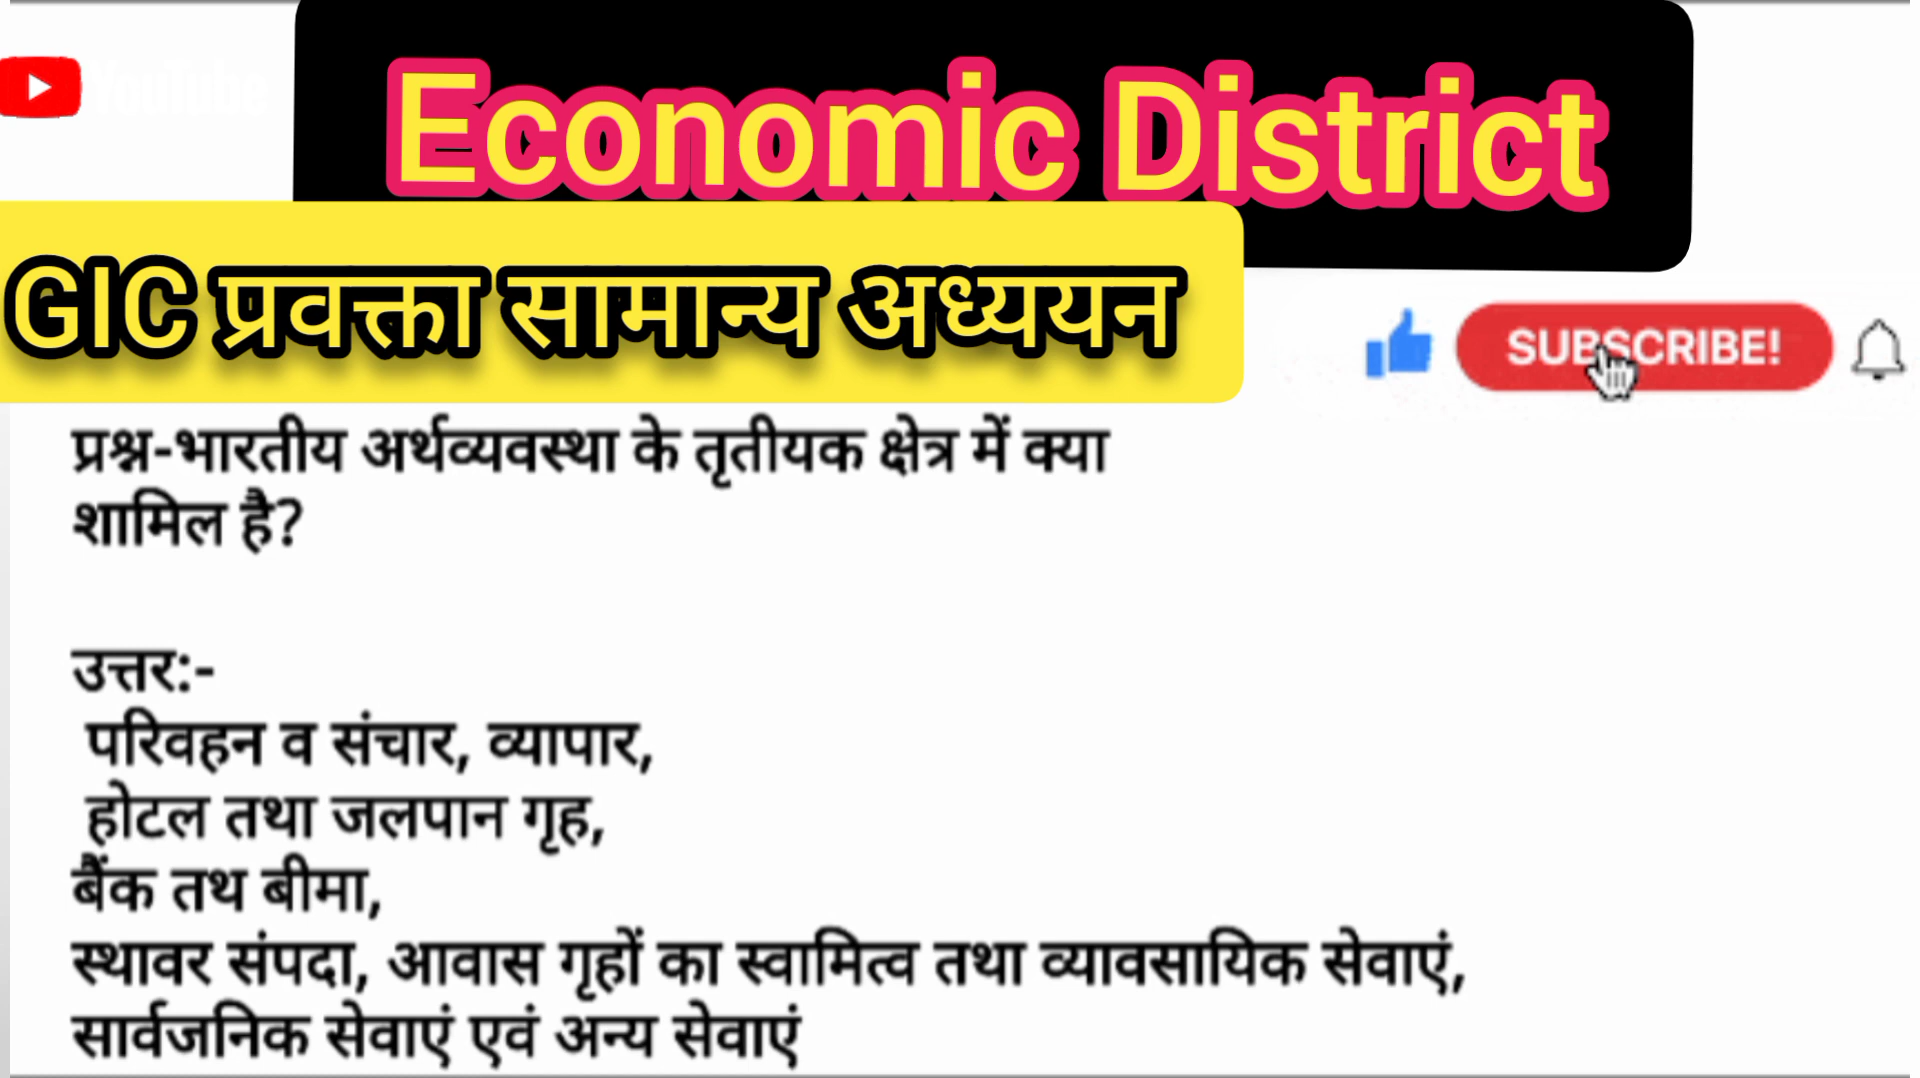 YouTube
Economic District
GIC प्रवक्ता सामान्य अध्ययन
SUBSCRIBE!
प्रश्न-भारतीय अर्थव्यवस्था के तृतीयक क्षेत्र में क्या
शामिल है?
उत्तर:-
परिवहन व संचार, व्यापार,
होटल तथा जलपान गृह,
बैंक तथ बीमा,
स्थावर संपदा, आवास गृहों का स्वामित्व तथा व्यावसायिक सेवाएं,
सार्वजनिक सेवाएं एवं अन्य सेवाएं